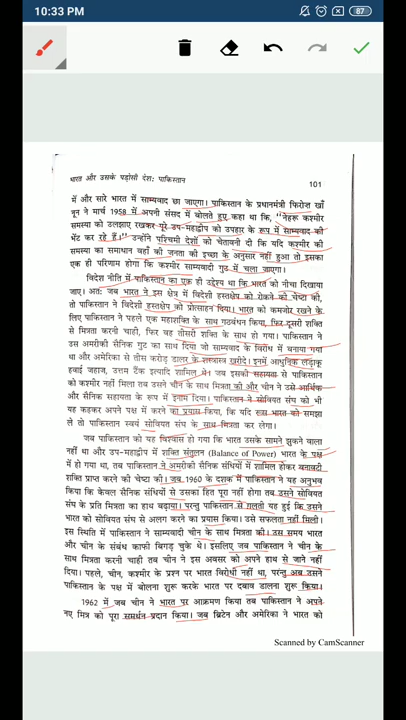 10:33 PM
87
भारत और उसके पड़ोसी देश: पाकिस्तान
101
में और सारे भारत में साम्यवाद छा जाएगा। पाकिस्तान के प्रधानमंत्री फिरोज़ खाँ
नून ने मार्च 1958 में अपनी संसद में बोलते हुए कहा था कि, "नेहरू कश्मीर
समस्या को उलझाए रखकर पूरे उप-महाद्वीप को उपहार के रूप में साम्यवाद की
भेंट कर रहे हैं।" उन्होंने पश्चिमी देशों को चेतावनी दी कि यदि कश्मीर की
समस्या का समाधान वहाँ की जनता की इच्छा के अनुसार नहीं हुआ तो इसका
एक ही परिणाम होगा कि कश्मीर साम्यवादी गुट में चला जाएगा।
विदेश नीति में पाकिस्तान का एक ही उद्देश्य था कि भारत को नीचा दिखाया
जाए। अत: जब भारत ने इस क्षेत्र में विदेशी हस्तक्षेप को रोकने की चेष्टा की,
तो पाकिस्तान ने विदेशी हस्तक्षेप को प्रोत्साहन दिया। भारत को कमजोर रखने के
लिए पाकिस्तान ने पहले एक महाशक्ति के साथ गठबंधन किया, फिर दूसरी शक्ति
से मित्रता करनी चाही, फिर वह तीसरी शक्ति के साथ हो गया। पाकिस्तान ने
उस अमरीकी सैनिक गुट का साथ दिया जो साम्यवाद के विरोध में बनाया गया
था और अमेरिका से तीस करोड़ डालर के शस्त्रास्त्र खरीदे। इनमें आधुनिक लड़ाकू
हवाई जहाज, उत्तम टैंक इत्यादि शामिल थे। जब इसकी सहायता से पाकिस्तान
को कश्मीर नहीं मिला तब उसने चीन के साथ मित्रता की और चीन ने उसे आर्थिक
और सैनिक सहायता के रूप में इनाम दिया। पाकिस्तान ने सोवियत संघ को भी
यह कहकर अपने पक्ष में करने का प्रयास किया, कि यदि रूस भारत को समझा
ले तो पाकिस्तान स्वयं सोवियत संघ के साथ मित्रता कर लेगा।
जब पाकिस्तान को यह विश्वास हो गया कि भारत उसके सामने झुकने वाला
नहीं था और उप-महाद्वीप में शक्ति संतुलन (Balance of Power) भारत के पक्ष
में हो गया था, तब पाकिस्तान ने अमरीकी सैनिक संधियों में शामिल होकर बनावटी
शक्ति प्राप्त करने की चेष्टा की। जब 1960 के दशक में पाकिस्तान ने यह अनुभव
किया कि केवल सैनिक संधियों से उसका हित पूरा नहीं होगा तब उसने सोवियत
संघ के प्रति मित्रता का हाथ बढ़ाया। परन्तु पाकिस्तान से ग़लती यह हुई कि उसने
भारत को सोवियत संघ से अलग करने का प्रयास किया। उसे सफलता नहीं मिली।
इस स्थिति में पाकिस्तान ने साम्यवादी चीन के साथ मित्रता की। उस समय भारत
और चीन के संबंध काफी बिगड़ चुके थे। इसलिए जब पाकिस्तान ने चीन के
साथ मित्रता करनी चाही तब चीन ने इस अवसर को अपने हाथ से जाने नहीं
दिया। पहले, चीन, कश्मीर के प्रश्न पर भारत विरोधी नहीं था, परन्तु अब उसने
पाकिस्तान के पक्ष में बोलना शुरू करके भारत पर दबाव डालना शुरू किया।
1962 में जब चीन ने भारत पर आक्रमण किया तब पाकिस्तान ने अपने
नए मित्र को पूरा समर्थन प्रदान किया। जब ब्रिटेन और अमेरिका ने भारत को
Scanned by CamScanner